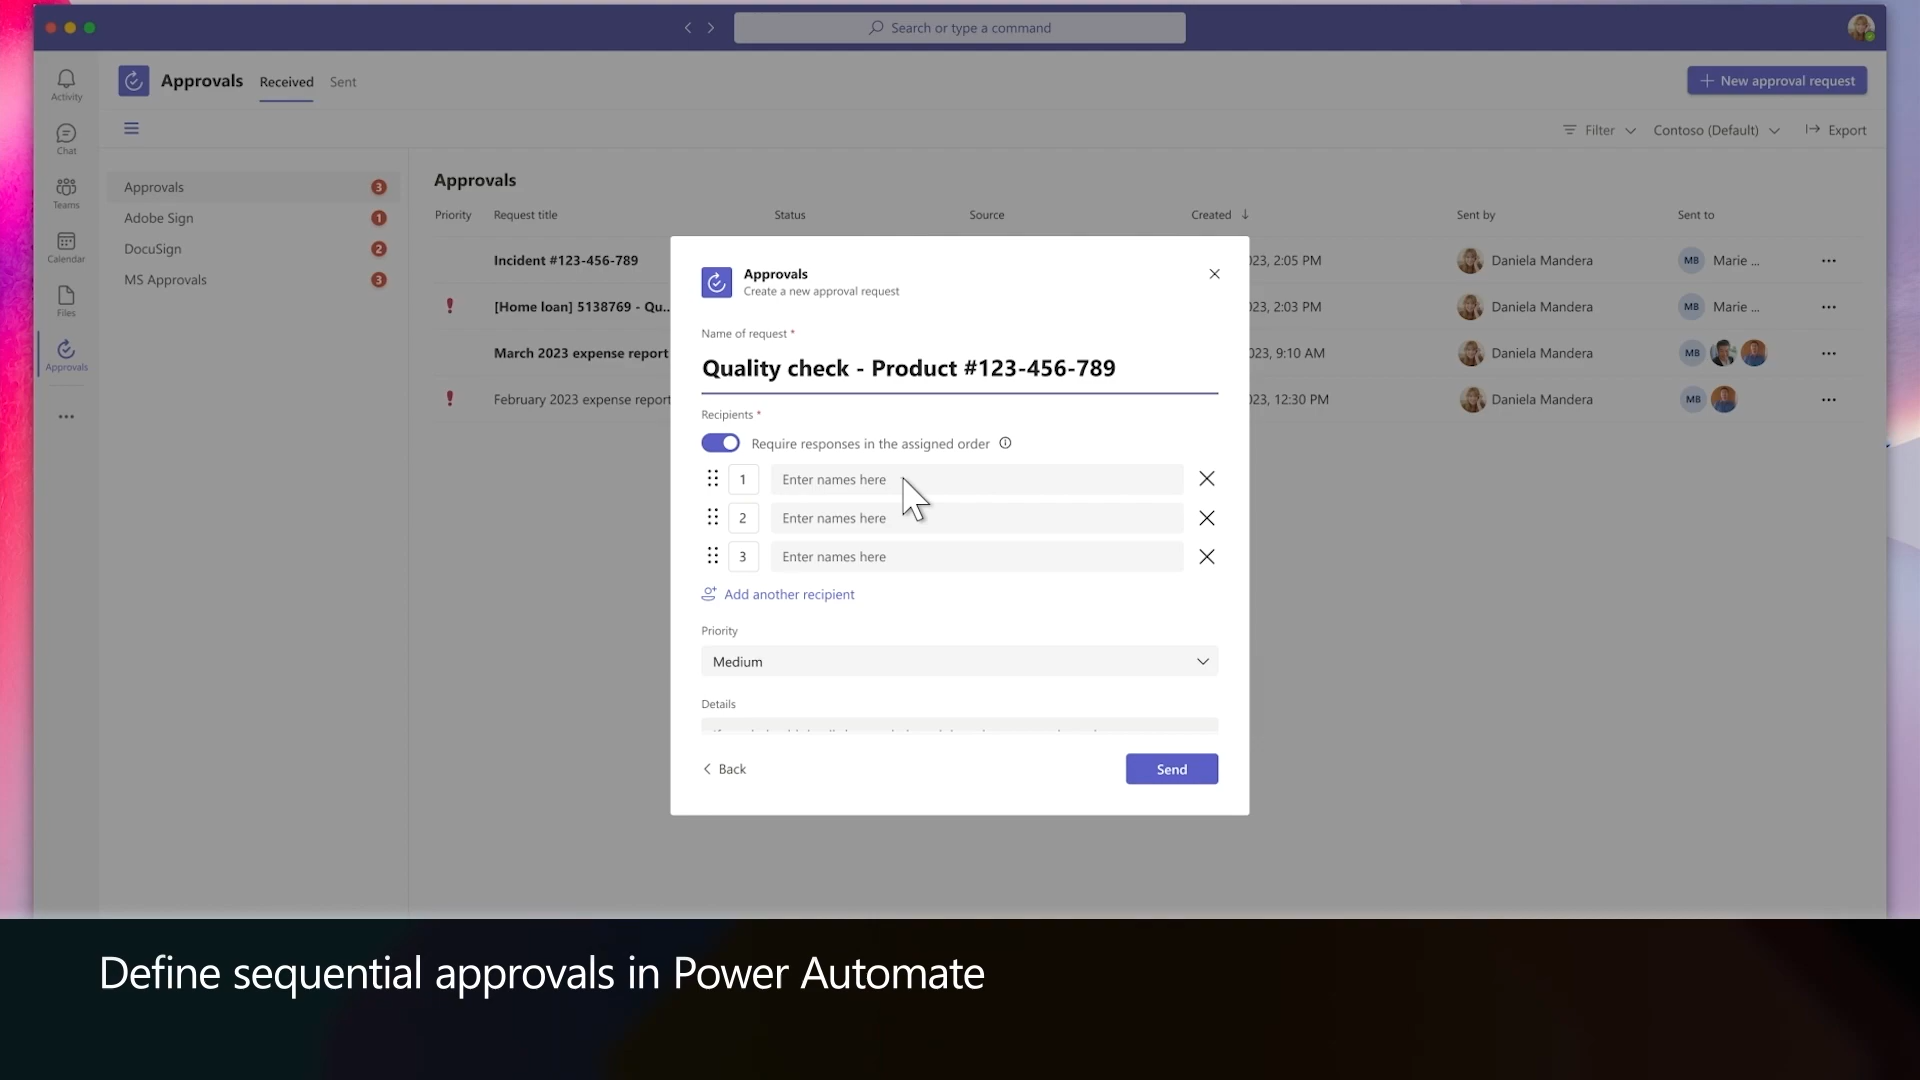 Search or type a command
Activity
Chat
Teams
Calendar
Files
Approvals
Approvals Received Sent
New approval request
Filter Contoso (Default) Export
Approvals 3
Adobe Sign 1
DocuSign 2
MS Approvals 3
Approvals
Priority Request title Status Source Created Sent by Sent to
Incident #123-456-789 23, 2:05 PM Daniela Mandera MB Marie ...
[Home loan] 5138769 - Qu... 23, 2:03 PM Daniela Mandera MB Marie ...
March 2023 expense report 23, 9:10 AM Daniela Mandera MB
February 2023 expense report 23, 12:30 PM Daniela Mandera MB
Approvals
Create a new approval request
Name of request *
Quality check - Product #123-456-789
Recipients *
Require responses in the assigned order
1 Enter names here
2 Enter names here
3 Enter names here
Add another recipient
Priority
Medium
Details
Back
Send
Define sequential approvals in Power Automate